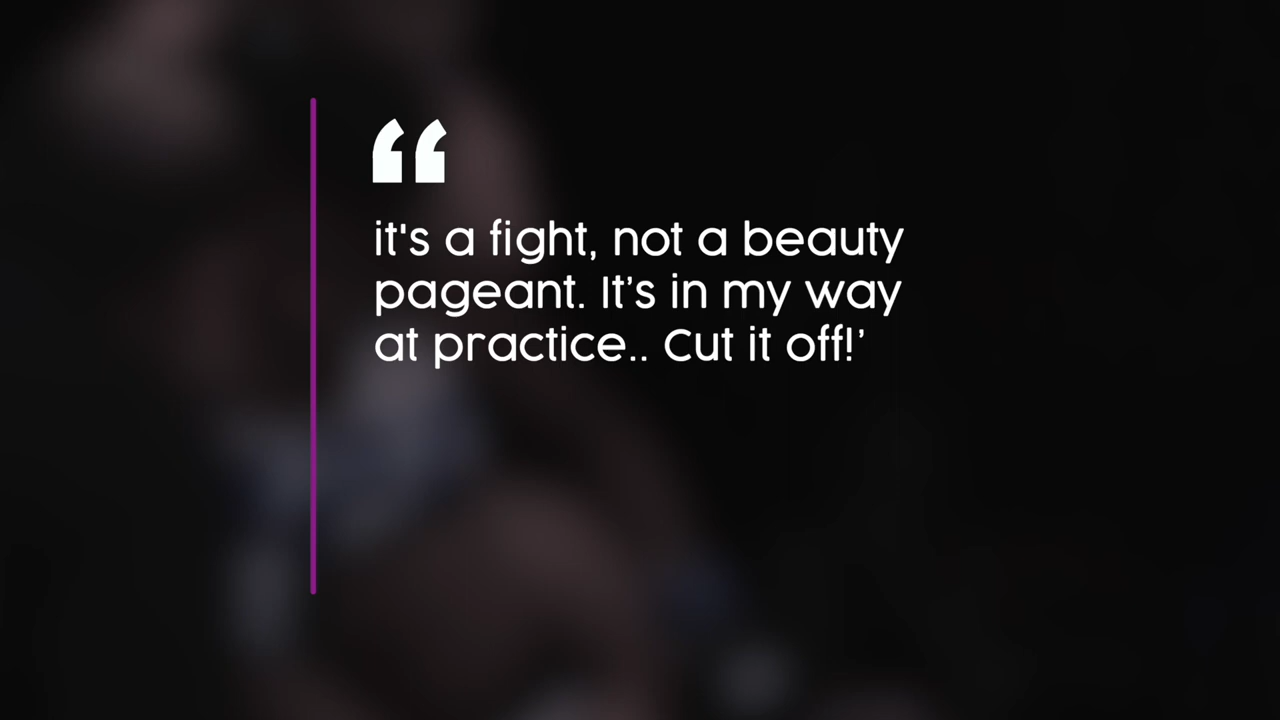 “
it's a fight, not a beauty
pageant. It’s in my way
at practice.. Cut it off!’